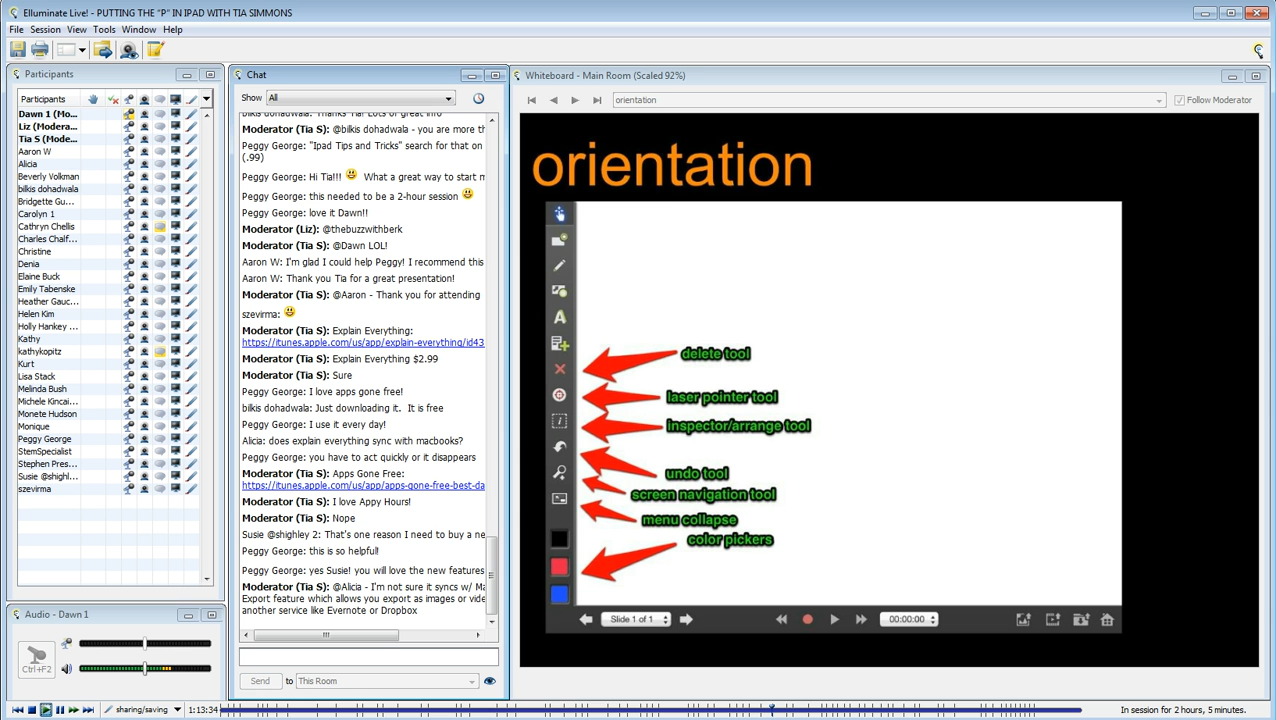 Elluminate Live! - PUTTING THE "P" IN IPAD WITH TIA SIMMONS
File Session View Tools Window Help
Participants
Participants
Dawn 1 (Mo...
Liz (Modera...
Tia S (Mode...
Aaron W
Alicia
Beverly Volkman
bilkis dohadwala
Bridgette Gu...
Carolyn 1
Cathryn Chellis
Charles Chalf...
Christine
Denia
Elaine Buck
Emily Tabenske
Heather Gauc...
Helen Kim
Holly Hankey ...
Kathy
kathykopitz
Kurt
Lisa Stack
Melinda Bush
Michele Kincai...
Monete Hudson
Monique
Peggy George
StemSpecialist
Stephen Pres...
Susie @shighl...
szevirma
Audio - Dawn 1
Ctrl+F2
Chat
Show All
bilkis dohadwala: Thanks Tia! Lots of great info
Moderator (Tia S): @bilkis dohadwala - you are more th
Peggy George: "Ipad Tips and Tricks" search for that on
(.99)
Peggy George: Hi Tia!!! What a great way to start m
Peggy George: this needed to be a 2-hour session
Peggy George: love it Dawn!!
Moderator (Liz): @thebuzzwithberk
Moderator (Tia S): @Dawn LOL!
Aaron W: I'm glad I could help Peggy! I recommend this
Aaron W: Thank you Tia for a great presentation!
Moderator (Tia S): @Aaron - Thank you for attending
szevirma:
Moderator (Tia S): Explain Everything:
https://itunes.apple.com/us/app/explain-everything/id43
Moderator (Tia S): Explain Everything $2.99
Moderator (Tia S): Sure
Peggy George: I love apps gone free!
bilkis dohadwala: Just downloading it. It is free
Peggy George: I use it every day!
Alicia: does explain everything sync with macbooks?
Peggy George: you have to act quickly or it disappears
Moderator (Tia S): Apps Gone Free:
https://itunes.apple.com/us/app/apps-gone-free-best-da
Moderator (Tia S): I love Appy Hours!
Moderator (Tia S): Nope
Susie @shighley 2: That's one reason I need to buy a ne
Peggy George: this is so helpful!
Peggy George: yes Susie! you will love the new features
Moderator (Tia S): @Alicia - I'm not sure it syncs w/ Ma
Export feature which allows you export as images or vide
another service like Evernote or Dropbox
Send to This Room
Whiteboard - Main Room (Scaled 92%)
orientation Follow Moderator
orientation
delete tool
laser pointer tool
inspector/arrange tool
undo tool
screen navigation tool
menu collapse
color pickers
Slide 1 of 1 00:00:00
1:13:34 sharing/saving In session for 2 hours, 5 minutes.